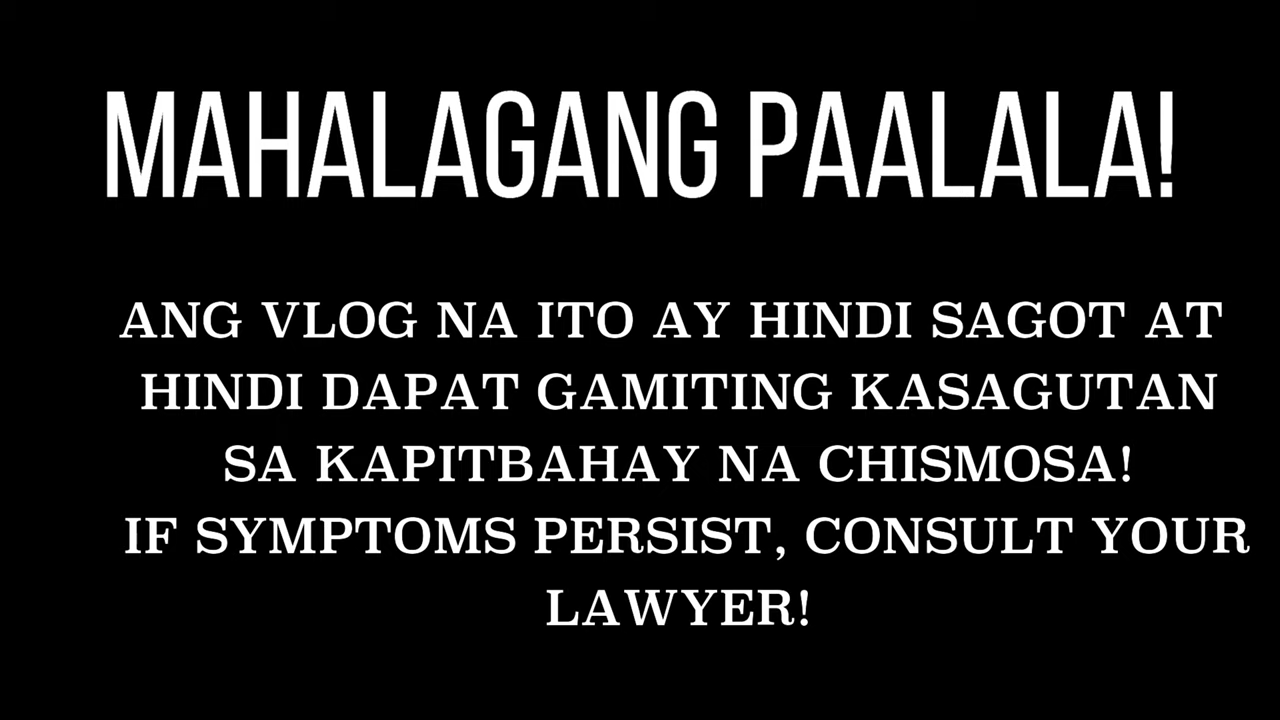 MAHALAGANG PAALALA!
ANG VLOG NA ITO AY HINDI SAGOT AT
HINDI DAPAT GAMITING KASAGUTAN
SA KAPITBAHAY NA CHISMOSA!
IF SYMPTOMS PERSIST, CONSULT YOUR
LAWYER!